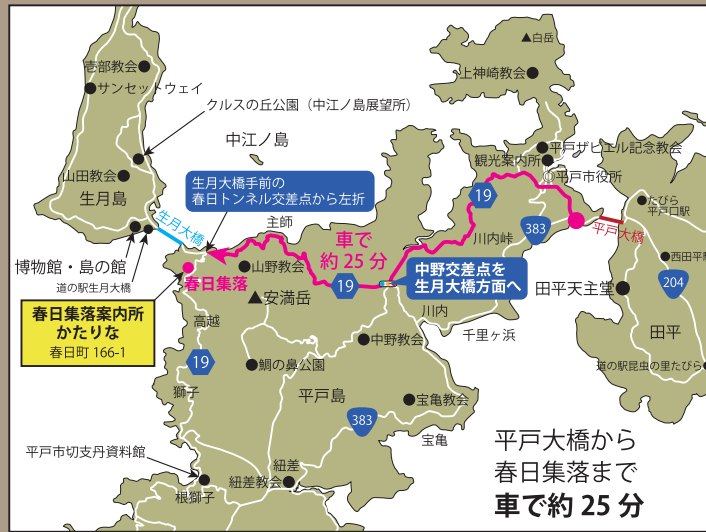 白岳
壱部教会
サンセットウェイ
上神崎教会
クルスの丘公園（中江ノ島展望所）
中江ノ島
平戸ザビエル記念教会
観光案内所
平戸市役所
山田教会
生月島
生月大橋手前の
春日トンネル交差点から左折
19
たびら
平戸口駅
生月大橋
主師
車で
約 25 分
川内峠
383
平戸大橋
博物館・島の館
道の駅生月大橋
春日集落
山野教会
安満岳
19
中野交差点を
生月大橋方面へ
西田平駅
田平天主堂
204
春日集落案内所
かたりな
春日町 166-1
高越
川内
千里ヶ浜
田平
19
中野教会
鯛の鼻公園
道の駅昆虫の里たびら
獅子
平戸島
宝亀教会
383
宝亀
平戸大橋から
春日集落まで
車で約 25 分
平戸市切支丹資料館
紐差
紐差教会
根獅子